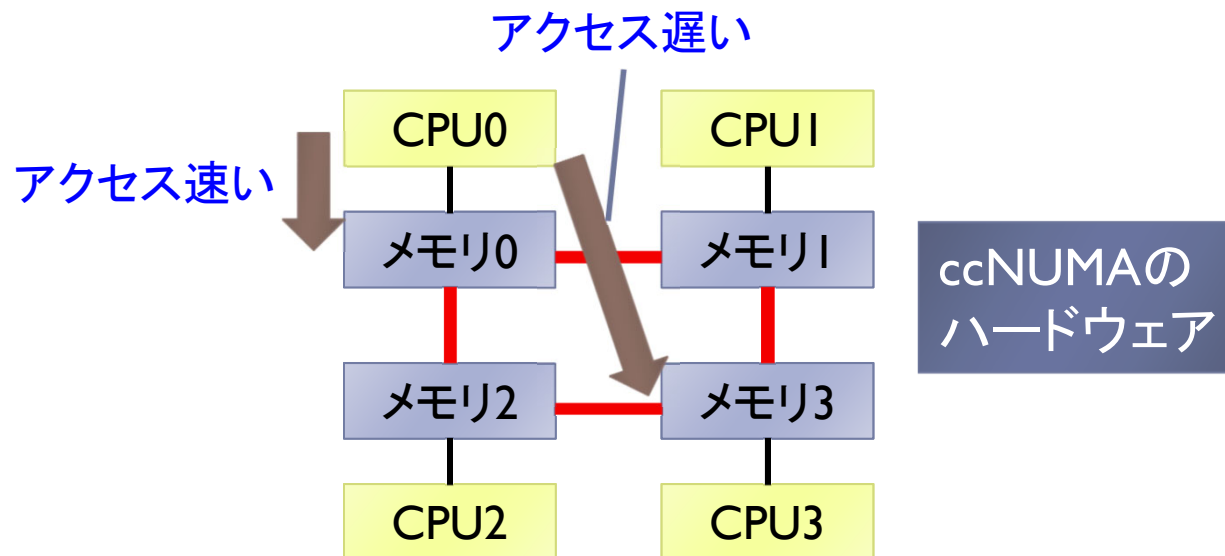 アクセス遅い
CPU0
CPU1
アクセス速い
メモリ0
メモリ1
ccNUMAの
ハードウェア
メモリ2
メモリ3
CPU2
CPU3